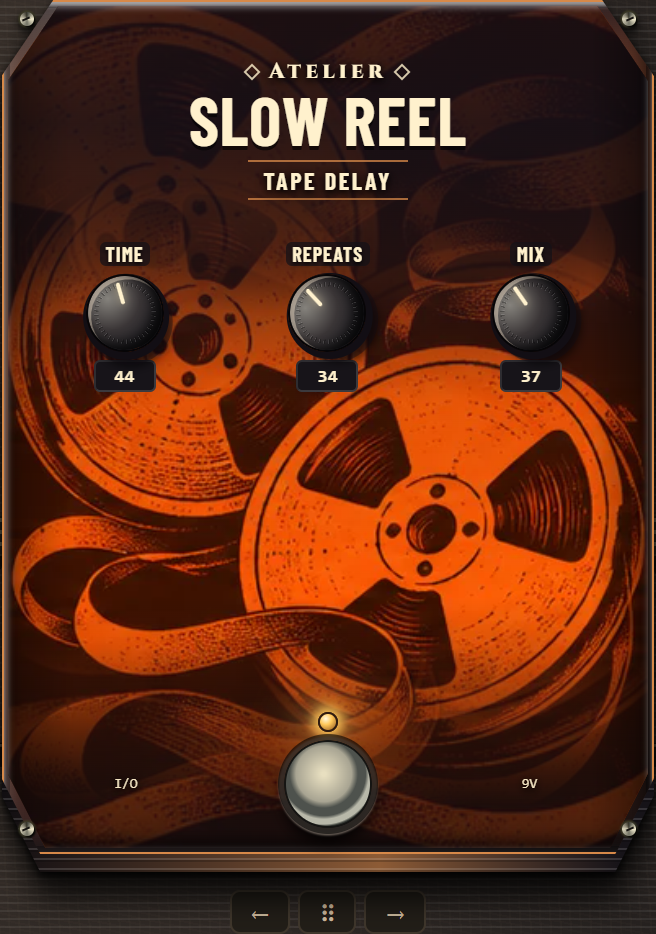 ATELIER
SLOW REEL
TAPE DELAY
TIME REPEATS MIX
44 34 37
I/O 9V
← →